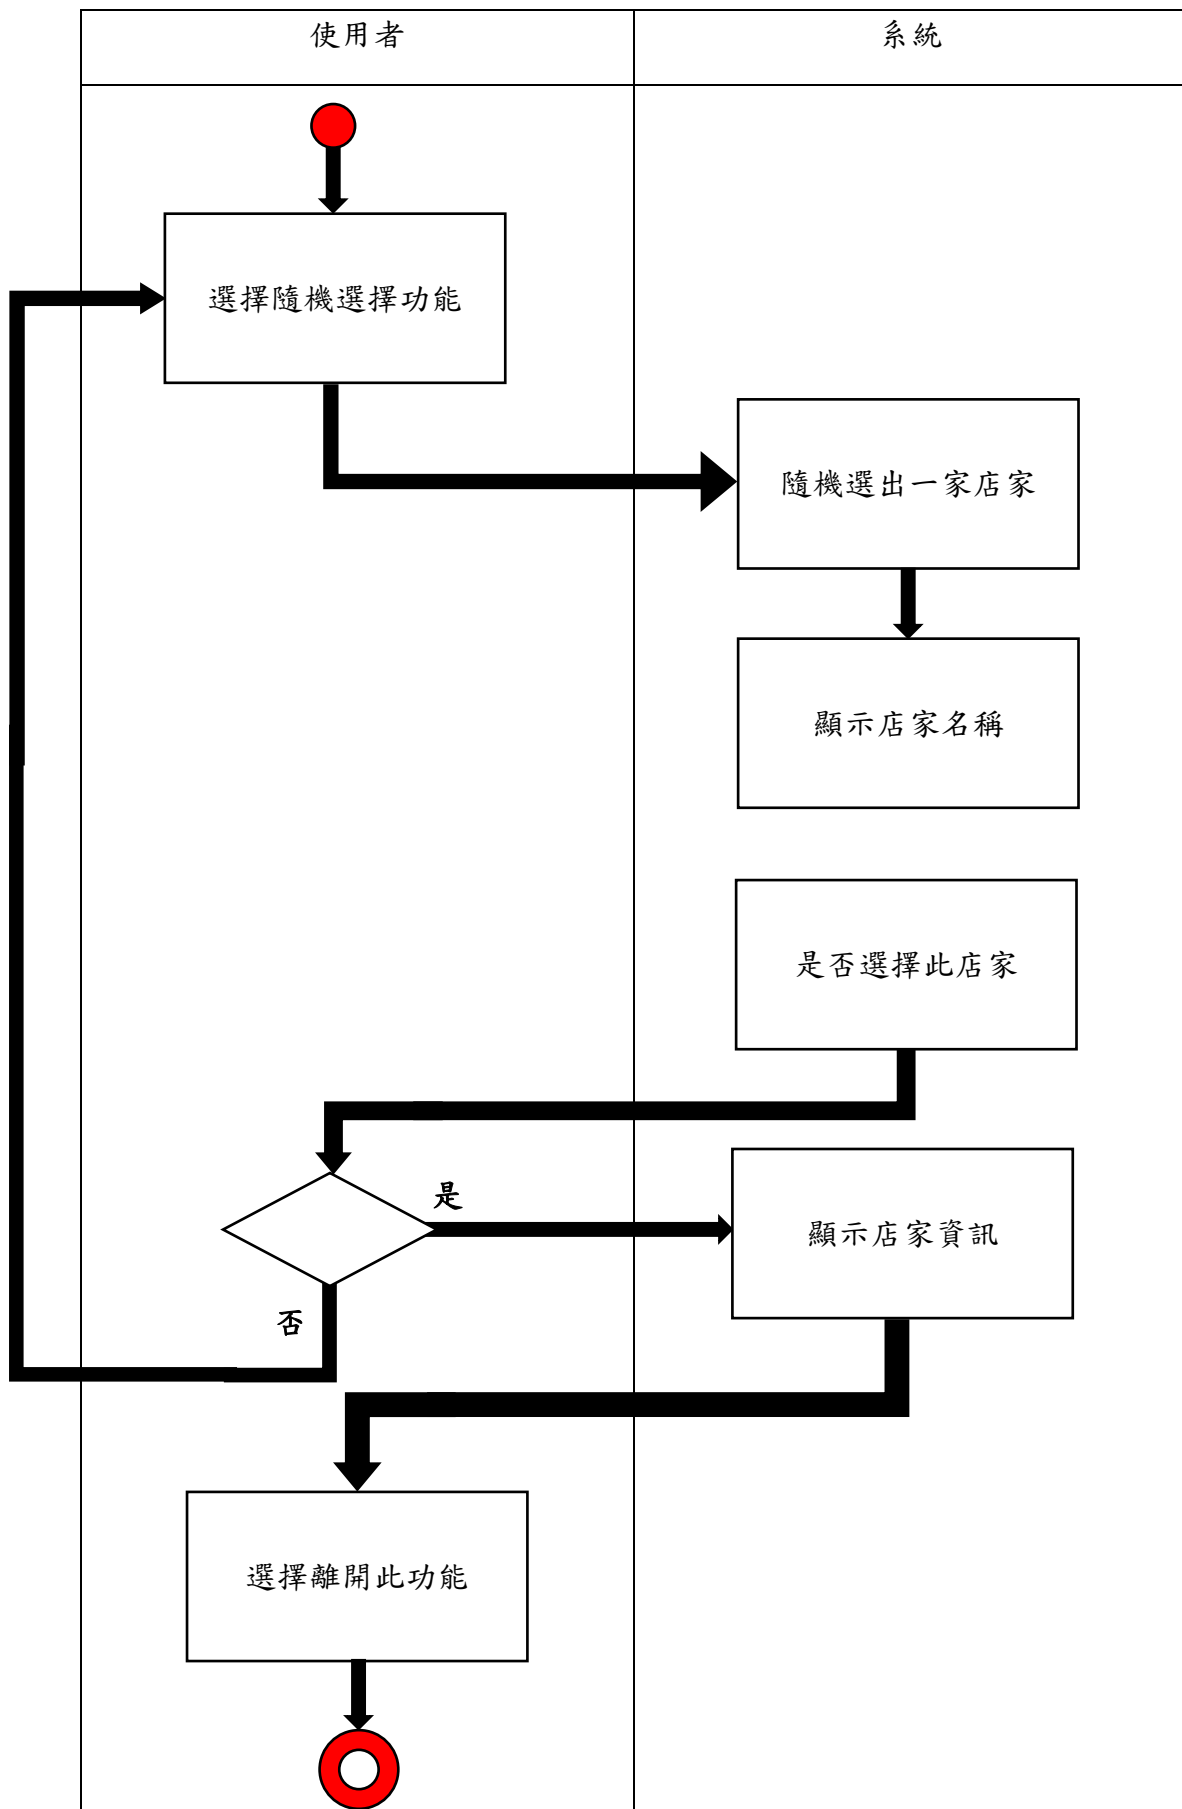 使用者
系統
選擇隨機選擇功能
隨機選出一家店家
顯示店家名稱
是否選擇此店家
是
顯示店家資訊
否
選擇離開此功能